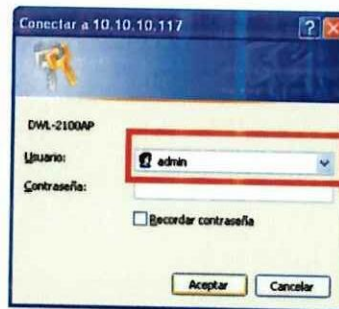 Conectar a 10.10.10.117
DWL-2100AP
Usuario: admin
Contraseña:
Recordar contraseña
Aceptar Cancelar